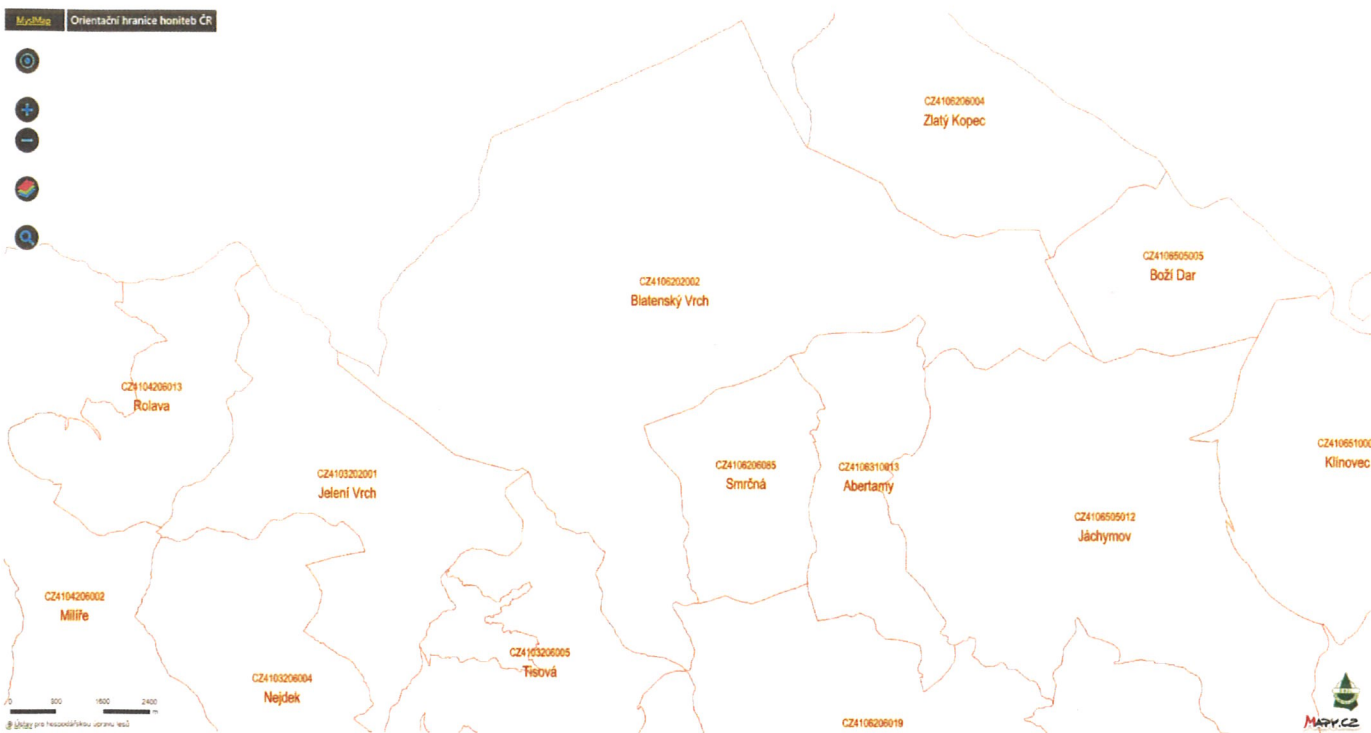 MyslMap
Orientační hranice honiteb ČR
CZ4106206004
Zlatý Kopec
CZ4106505005
Boží Dar
CZ4106202002
Blatenský Vrch
CZ4104206013
Rolava
CZ4103202001
Jelení Vrch
CZ4106206085
Smrčná
CZ4106310013
Abertamy
CZ410651000
Klínovec
CZ4106505012
Jáchymov
CZ4104206002
Milíře
CZ4103206005
Tisová
CZ4103206004
Nejdek
CZ4106206019
0 800 1600 2400
m
@ Ústav pro hospodářskou úpravu lesů
MAPY.CZ